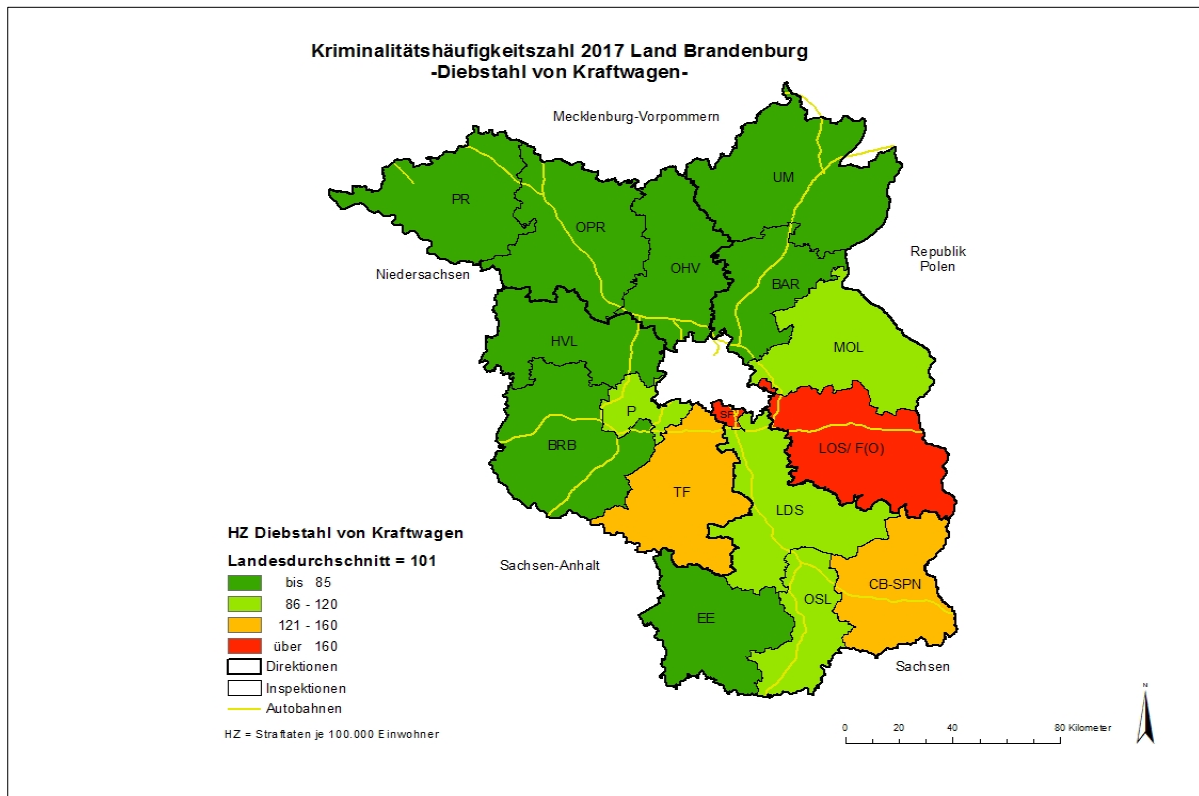 Kriminalitätshäufigkeitszahl 2017 Land Brandenburg
-Diebstahl von Kraftwagen-
Mecklenburg-Vorpommern
UM
PR
OPR
Republik
Polen
OHV
Niedersachsen
BAR
HVL
MOL
P
SF
BRB
LOS/ F(O)
TF
LDS
HZ Diebstahl von Kraftwagen
Landesdurchschnitt = 101
bis 85
86 - 120
121 - 160
über 160
Direktionen
Inspektionen
Autobahnen
HZ = Straftaten je 100.000 Einwohner
Sachsen-Anhalt
CB-SPN
OSL
EE
Sachsen
N
0 20 40 80 Kilometer